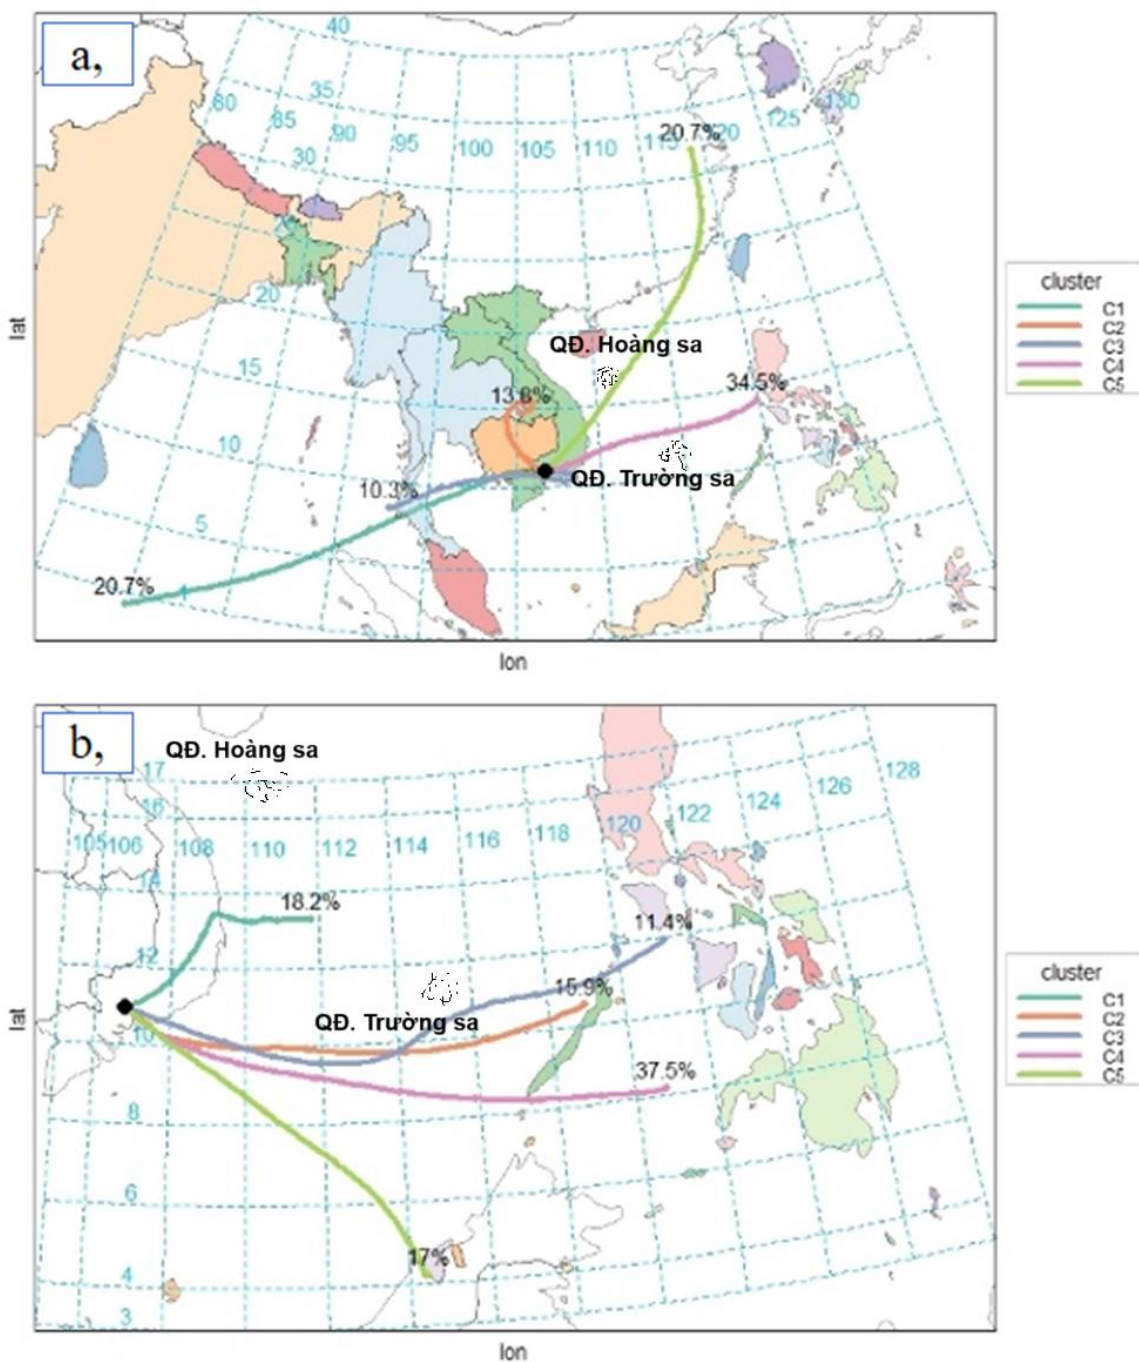 a,
40
35
80
85
90
30
95
100
105
110
115
20.7%
120
125
130
20
15
QĐ. Hoàng sa
13.8%
34.5%
10
QĐ. Trường sa
10.3%
5
20.7%
lat
lon
cluster
C1
C2
C3
C4
C5
b,
QĐ. Hoàng sa
17
16
105
106
108
110
112
114
116
118
120
122
124
126
128
14
18.2%
11.4%
12
15.9%
QĐ. Trường sa
10
37.5%
8
6
17%
4
3
lat
lon
cluster
C1
C2
C3
C4
C5